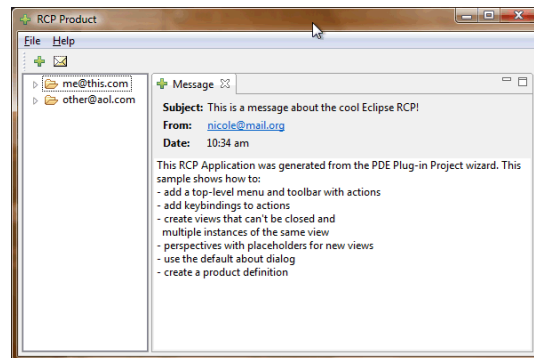 RCP Product
File Help
me@this.com
other@aol.com
Message
Subject: This is a message about the cool Eclipse RCP!
From: nicole@mail.org
Date: 10:34 am
This RCP Application was generated from the PDE Plug-in Project wizard. This
sample shows how to:
- add a top-level menu and toolbar with actions
- add keybindings to actions
- create views that can't be closed and
multiple instances of the same view
- perspectives with placeholders for new views
- use the default about dialog
- create a product definition